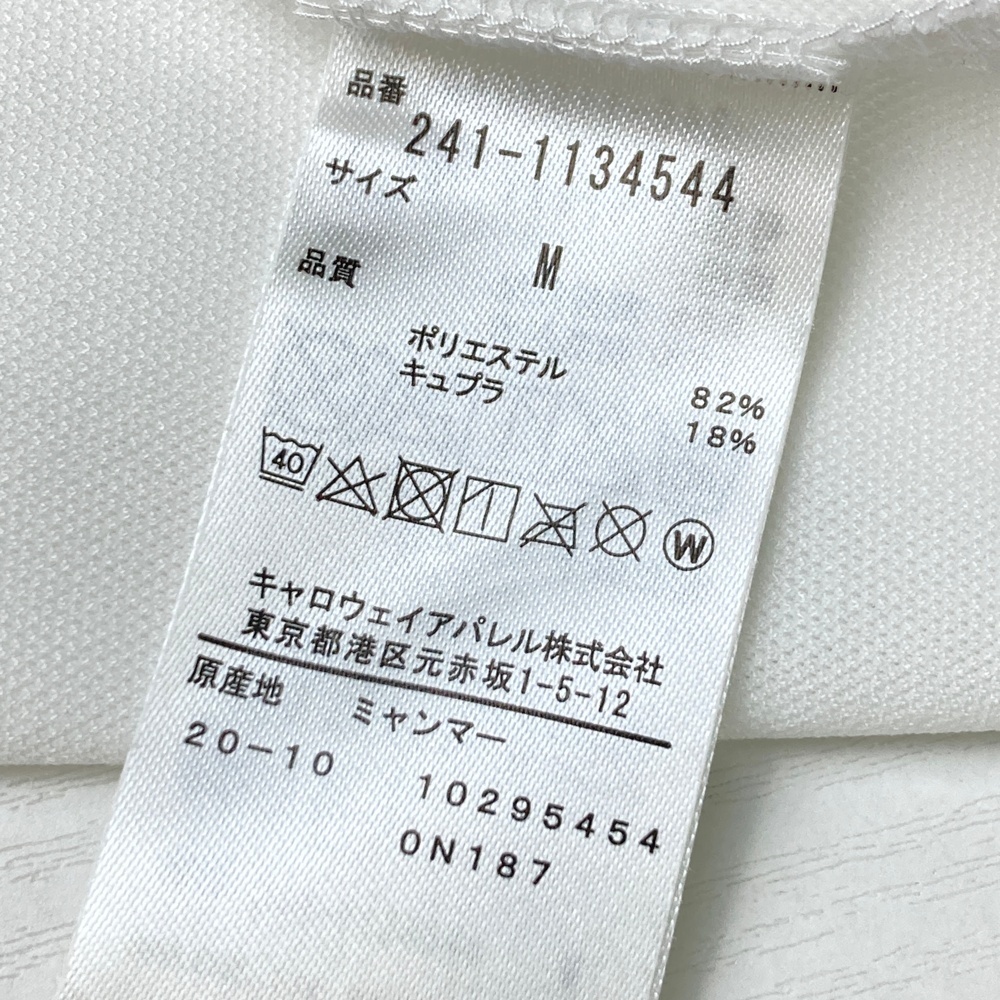 品番
241-1134544
サイズ
M
品質
ポリエステル 82%
キュプラ 18%
40
W
キャロウェイアパレル株式会社
東京都港区元赤坂1-5-12
原産地 ミャンマー
20-10 10295454
0N187